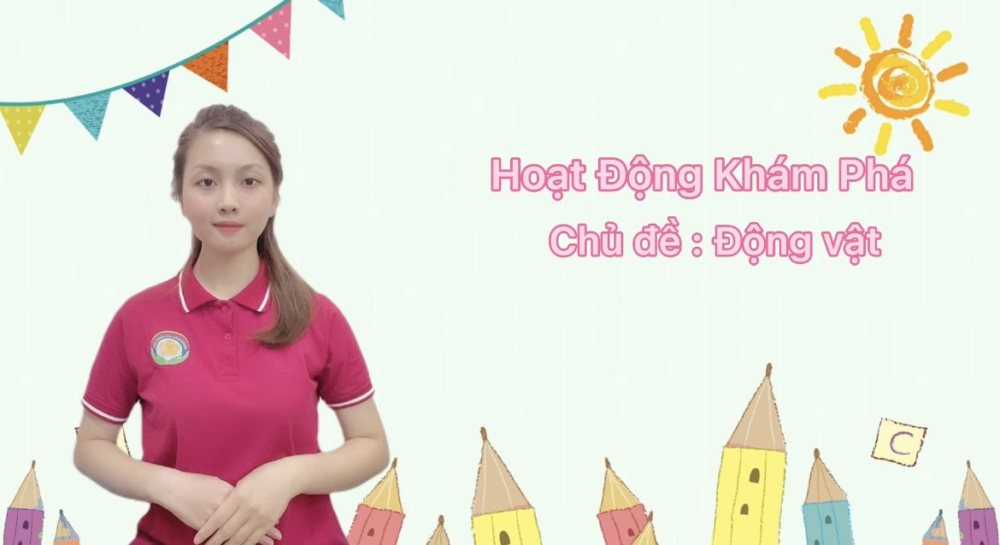 Hoạt Động Khám Phá
Chủ đề : Động vật
C